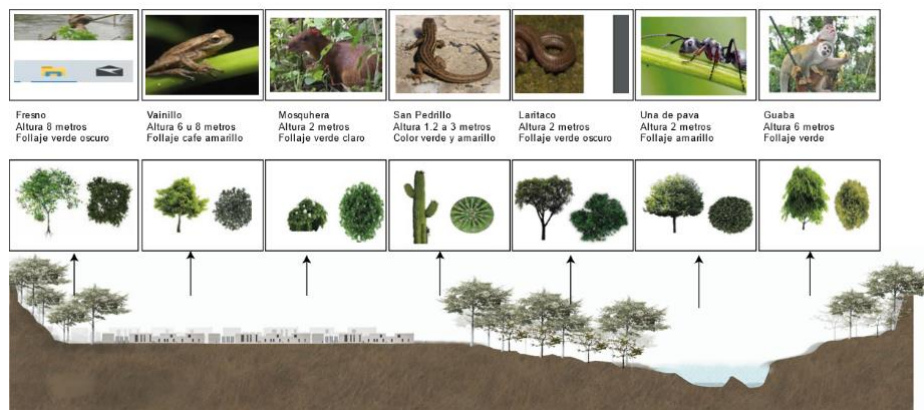 Fresno
Altura 8 metros
Follaje verde oscuro
Vainillo
Altura 6 u 8 metros
Follaje cafe amarillo
Mosquhera
Altura 2 metros
Follaje verde claro
San Pedrillo
Altura 1.2 a 3 metros
Color verde y amarillo
Laritaco
Altura 2 metros
Follaje verde oscuro
Una de pava
Altura 2 metros
Follaje amarillo
Guaba
Altura 6 metros
Follaje verde